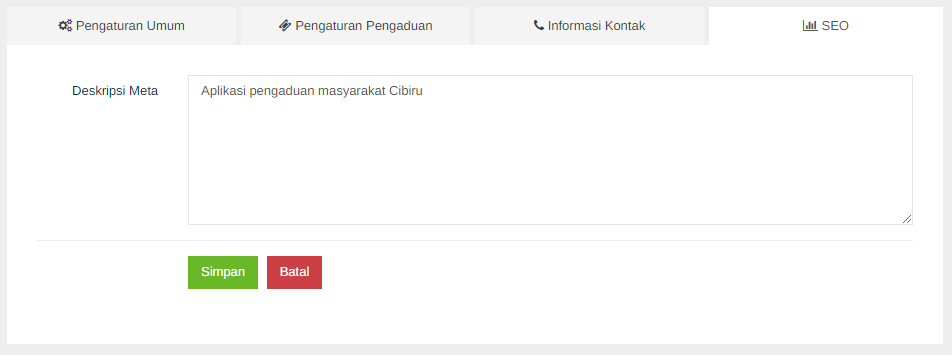 Pengaturan Umum
Pengaturan Pengaduan
Informasi Kontak
SEO
Deskripsi Meta
Aplikasi pengaduan masyarakat Cibiru
Simpan
Batal